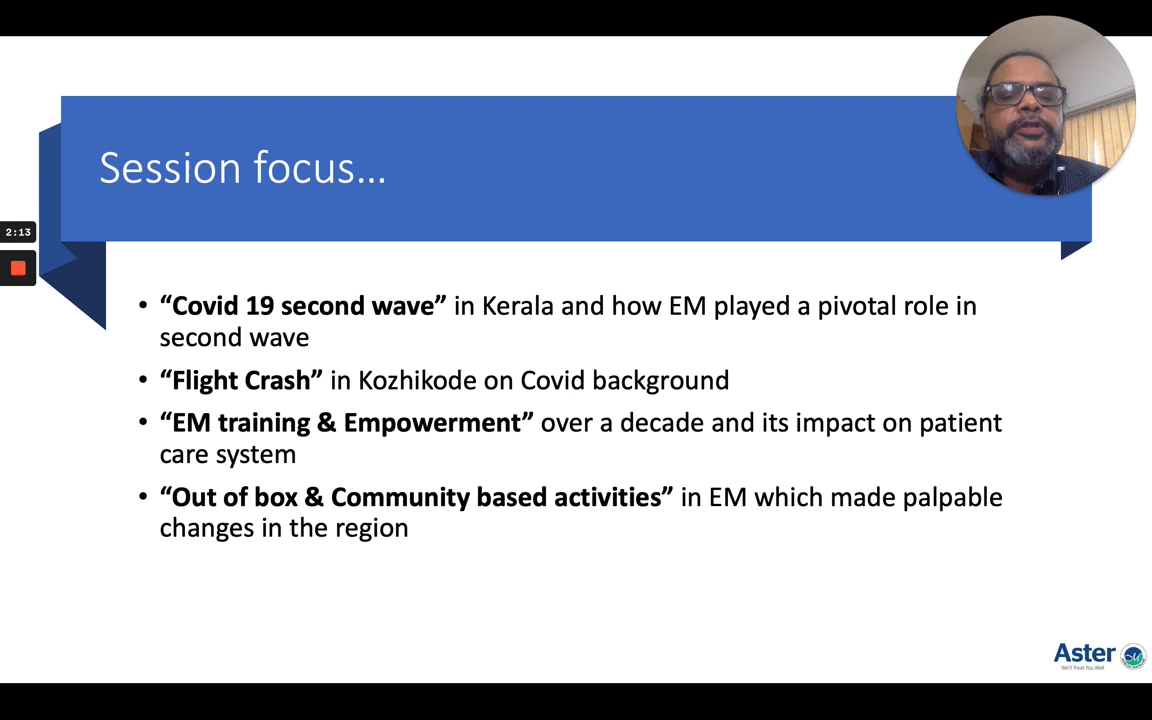 Session focus…
2:13
• “Covid 19 second wave” in Kerala and how EM played a pivotal role in
second wave
• “Flight Crash” in Kozhikode on Covid background
• “EM training & Empowerment” over a decade and its impact on patient
care system
• “Out of box & Community based activities” in EM which made palpable
changes in the region
Aster
We'll Treat You Well